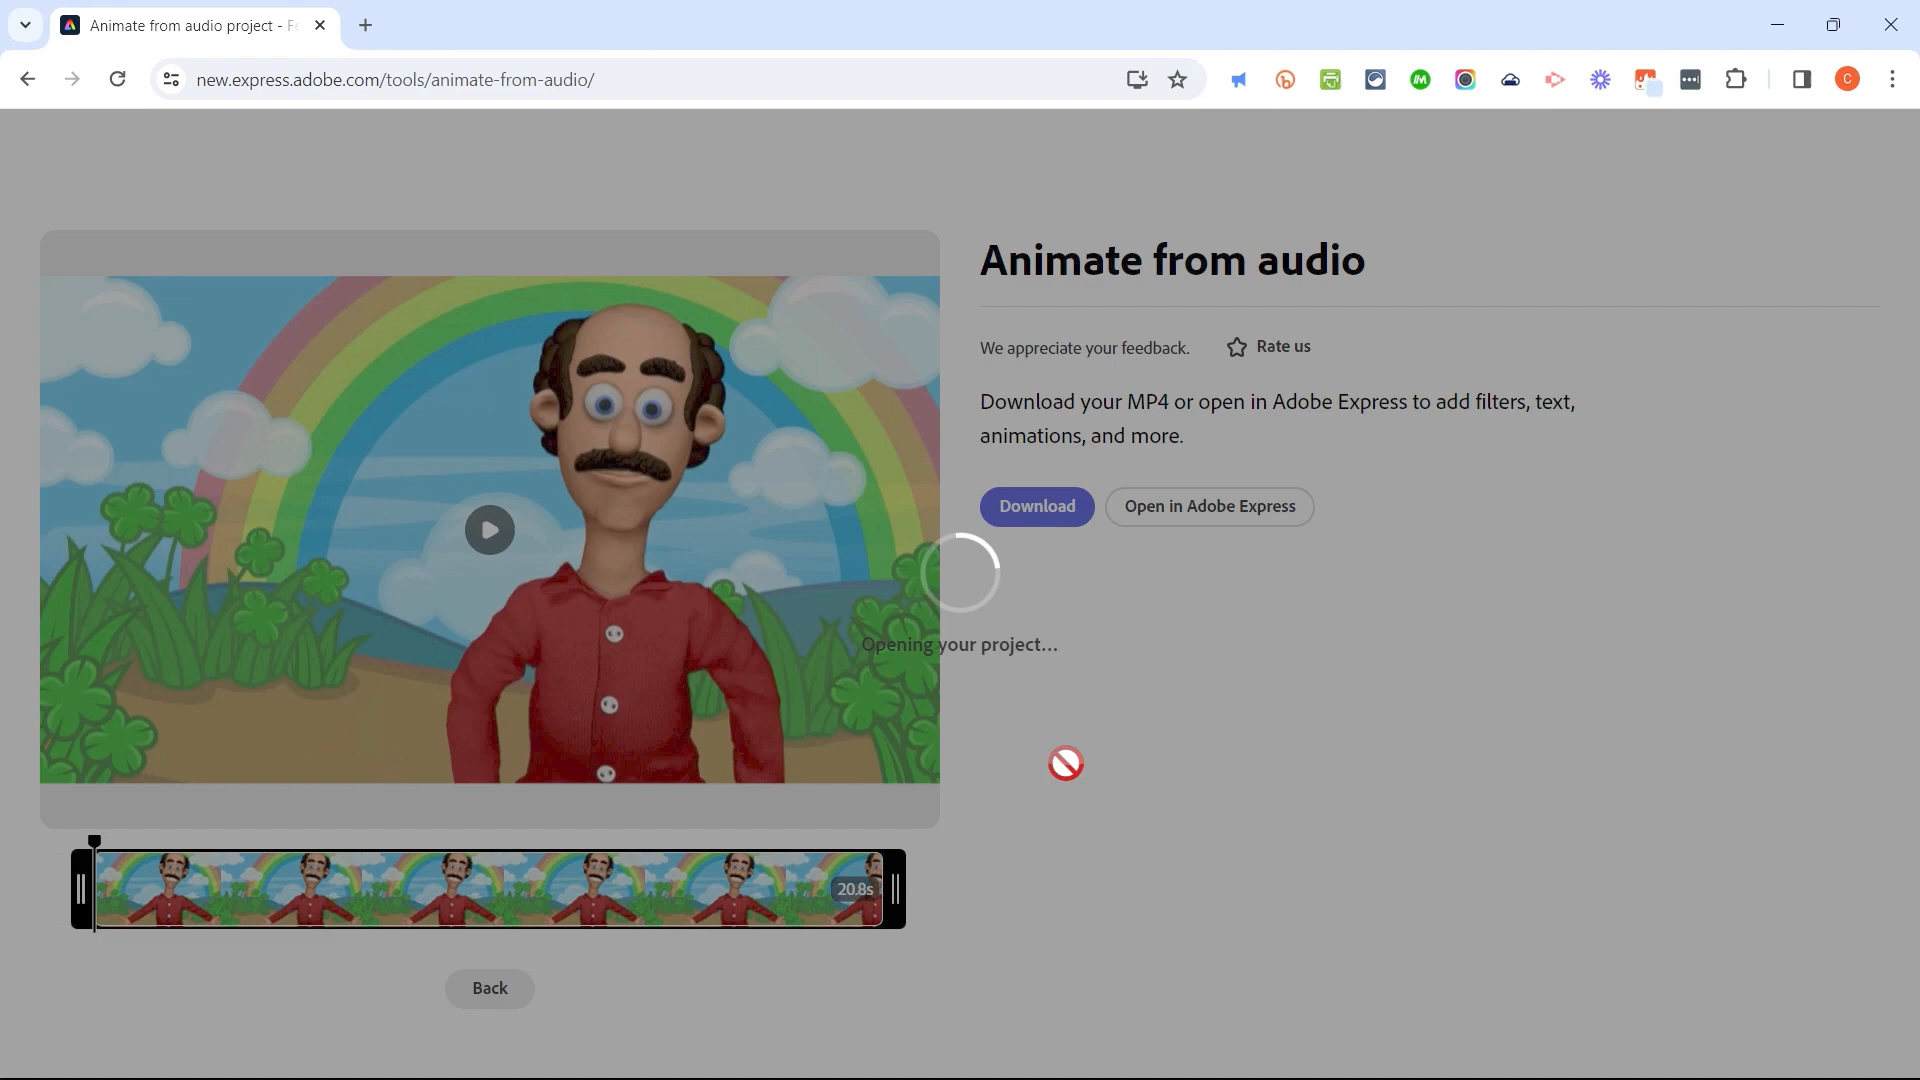 Animate from audio project - Fe
new.express.adobe.com/tools/animate-from-audio/
C
Animate from audio
We appreciate your feedback.
Rate us
Download your MP4 or open in Adobe Express to add filters, text,
animations, and more.
Download
Open in Adobe Express
Opening your project...
20.8s
Back